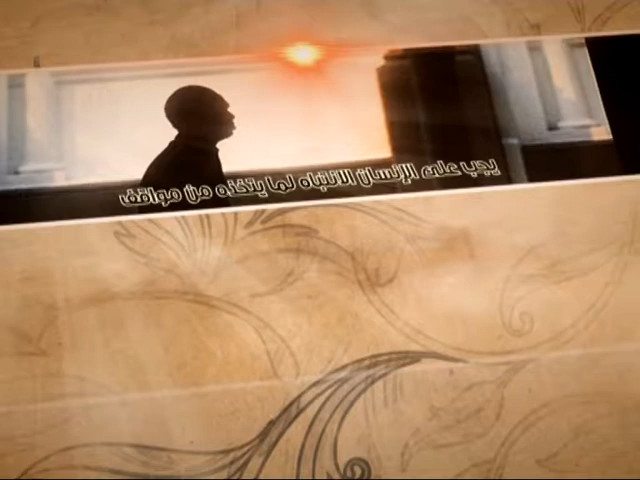 يجب على الإنسان الانتباه لما يتخذه من مواقف